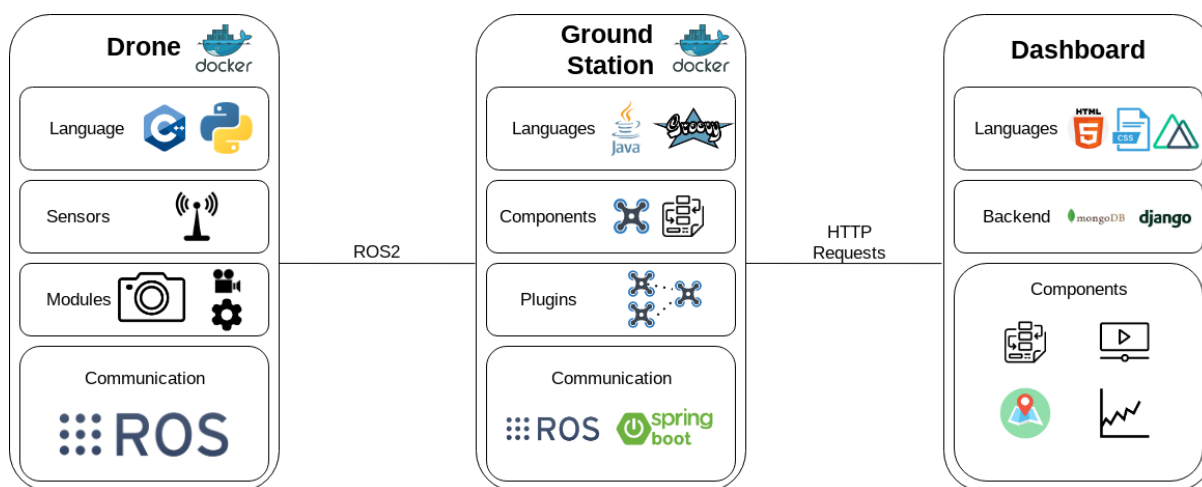 Drone
docker
Language
C++
Sensors
Modules
Communication
ROS
ROS2
Ground
Station
docker
Languages
Java
Groovy
Components
Plugins
Communication
ROS
spring
boot
HTTP
Requests
Dashboard
Languages
HTML
5
CSS
Backend
mongoDB
django
Components